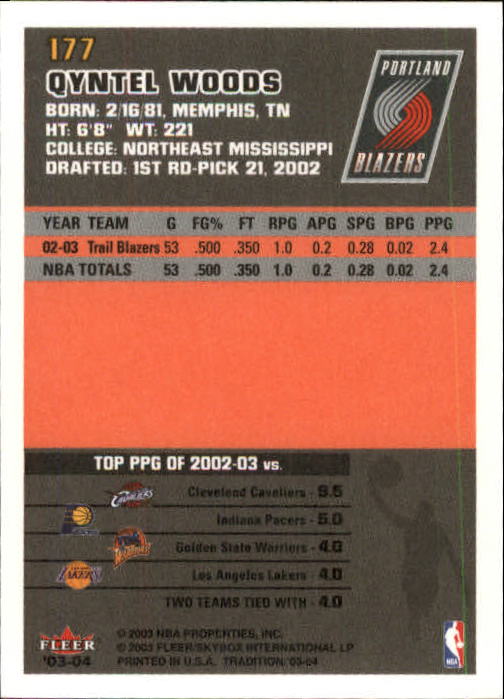 177
QYNTEL WOODS
BORN: 2/16/81, MEMPHIS, TN
HT: 6'8" WT: 221
COLLEGE: NORTHEAST MISSISSIPPI
DRAFTED: 1ST RD-PICK 21, 2002
PORTLAND
BLAZERS
YEAR TEAM G FG% FT RPG APG SPG BPG PPG
02-03 Trail Blazers 53 .500 .350 1.0 0.2 0.28 0.02 2.4
NBA TOTALS 53 .500 .350 1.0 0.2 0.28 0.02 2.4
TOP PPG OF 2002-03 vs.
CAVALIERS
Cleveland Cavaliers - 9.5
Indiana Pacers - 5.0
Golden State Warriors - 4.0
LAKERS
Los Angeles Lakers - 4.0
TWO TEAMS TIED WITH - 4.0
FLEER
'03-04
© 2003 NBA PROPERTIES, INC.
© 2003 FLEER/SKYBOX INTERNATIONAL LP
PRINTED IN U.S.A. TRADITION '03-04
NBA